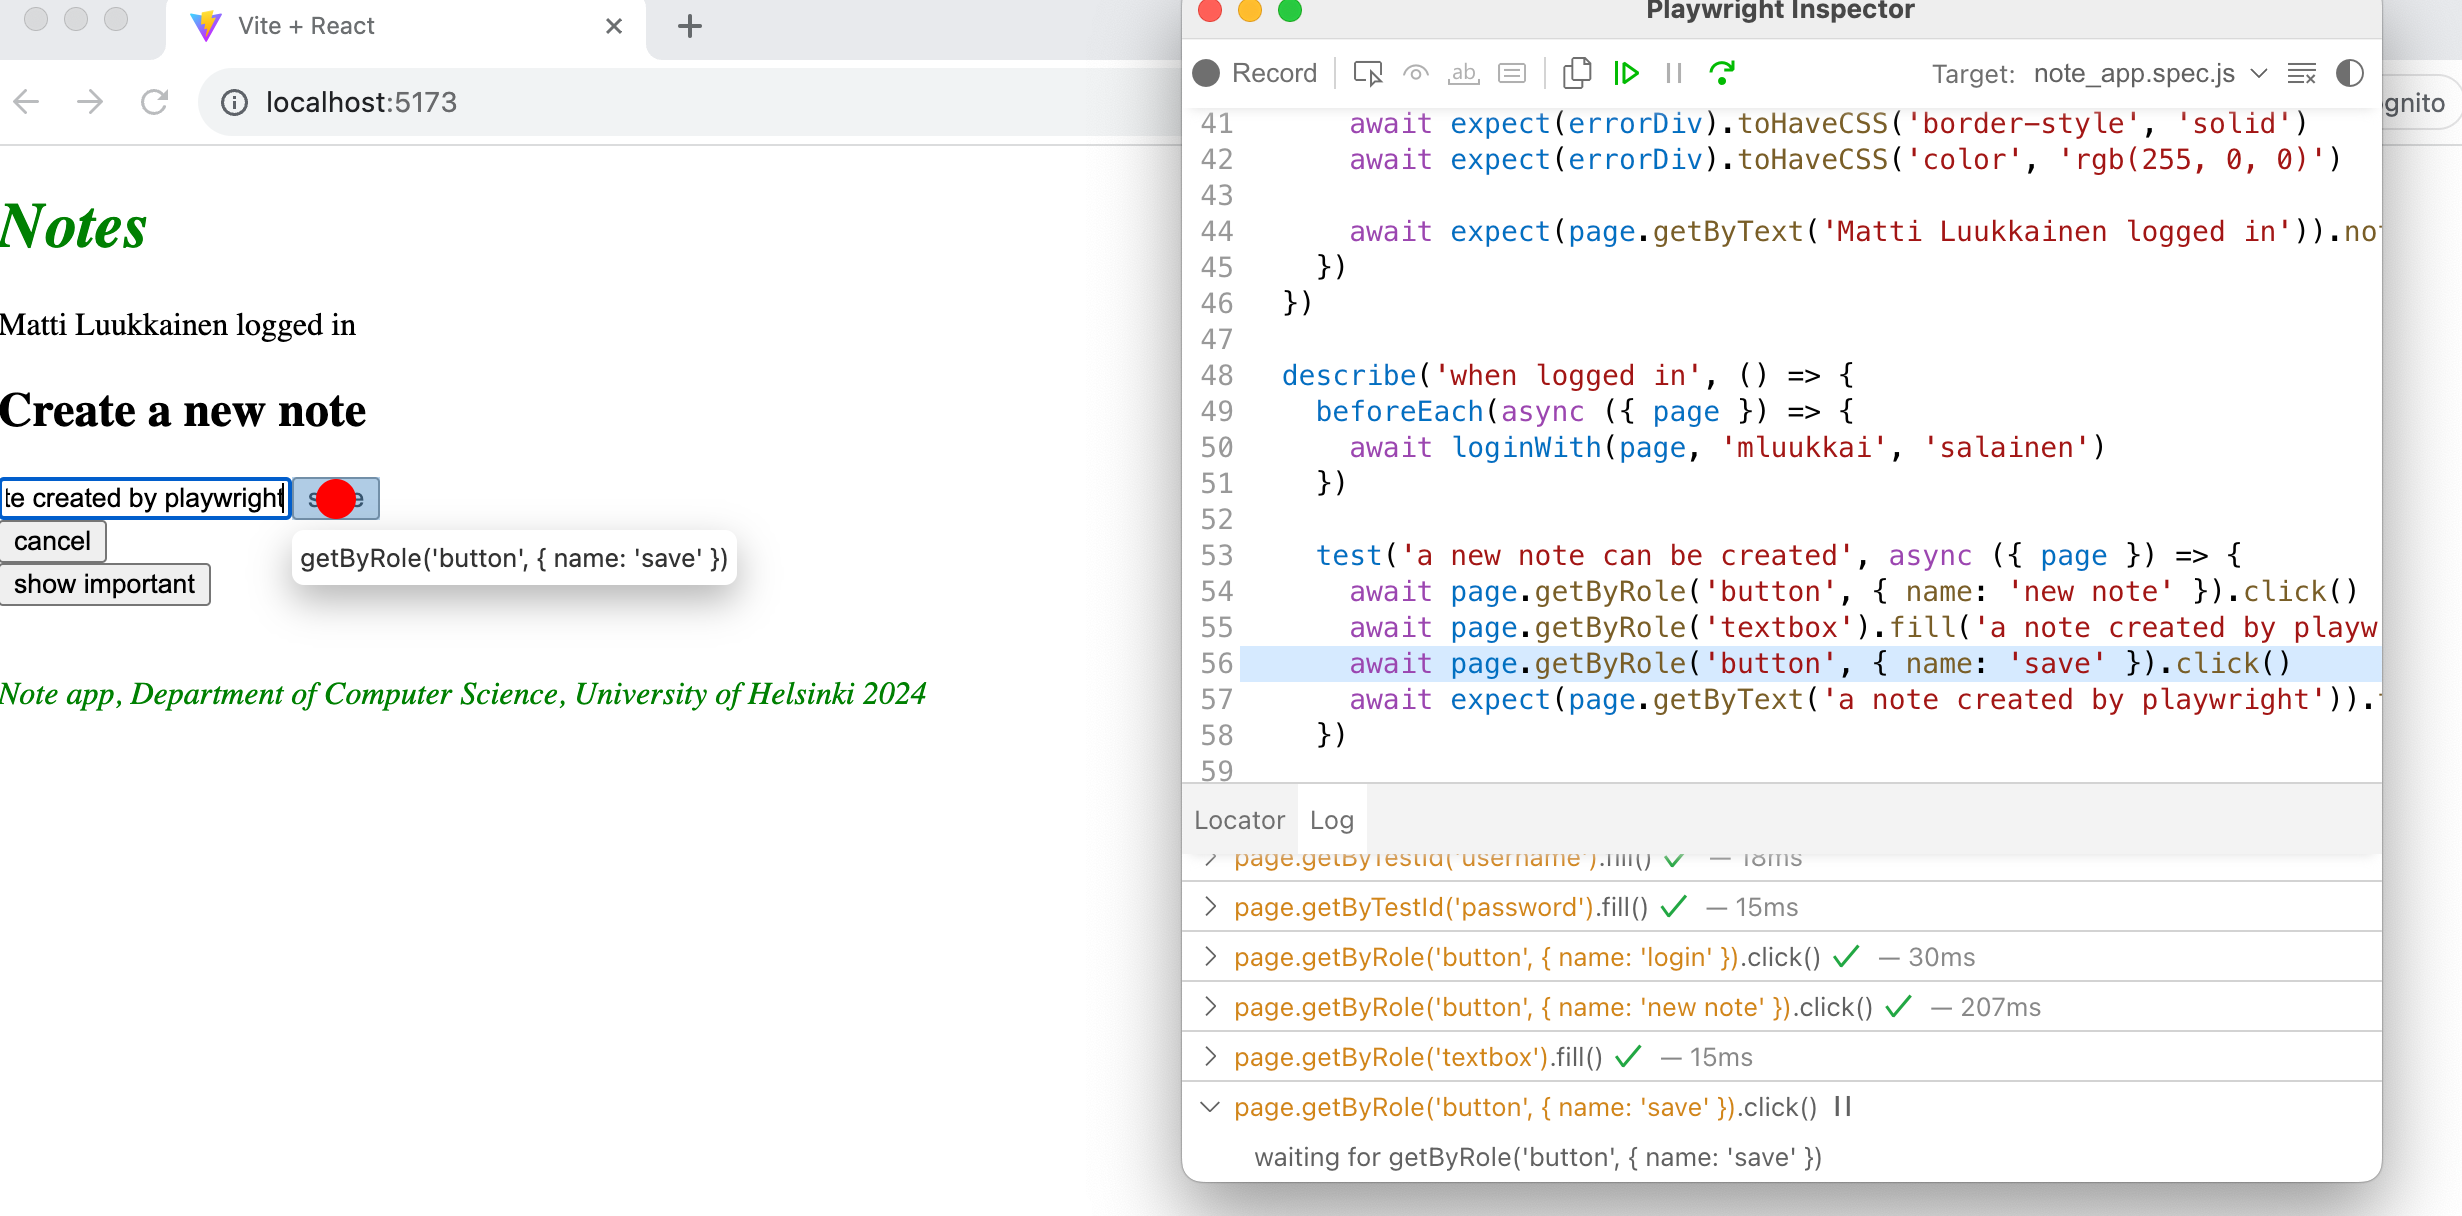 Vite + React
localhost:5173
Notes
Matti Luukkainen logged in
Create a new note
te created by playwright
cancel
getByRole('button', { name: 'save' })
show important
Note app, Department of Computer Science, University of Helsinki 2024
Playwright Inspector
Record
Target: note_app.spec.js
gnito
41 await expect(errorDiv).toHaveCSS('border-style', 'solid')
42 await expect(errorDiv).toHaveCSS('color', 'rgb(255, 0, 0)')
43
44 await expect(page.getByText('Matti Luukkainen logged in')).no
45 })
46 })
47
48 describe('when logged in', () => {
49 beforeEach(async ({ page }) => {
50 await loginWith(page, 'mluukkai', 'salainen')
51 })
52
53 test('a new note can be created', async ({ page }) => {
54 await page.getByRole('button', { name: 'new note' }).click()
55 await page.getByRole('textbox').fill('a note created by playw
56 await page.getByRole('button', { name: 'save' }).click()
57 await expect(page.getByText('a note created by playwright')).
58 })
59
Locator Log
page.getByTestId('username').fill() ✓ — 18ms
page.getByTestId('password').fill() ✓ — 15ms
page.getByRole('button', { name: 'login' }).click() ✓ — 30ms
page.getByRole('button', { name: 'new note' }).click() ✓ — 207ms
page.getByRole('textbox').fill() ✓ — 15ms
page.getByRole('button', { name: 'save' }).click()
waiting for getByRole('button', { name: 'save' })